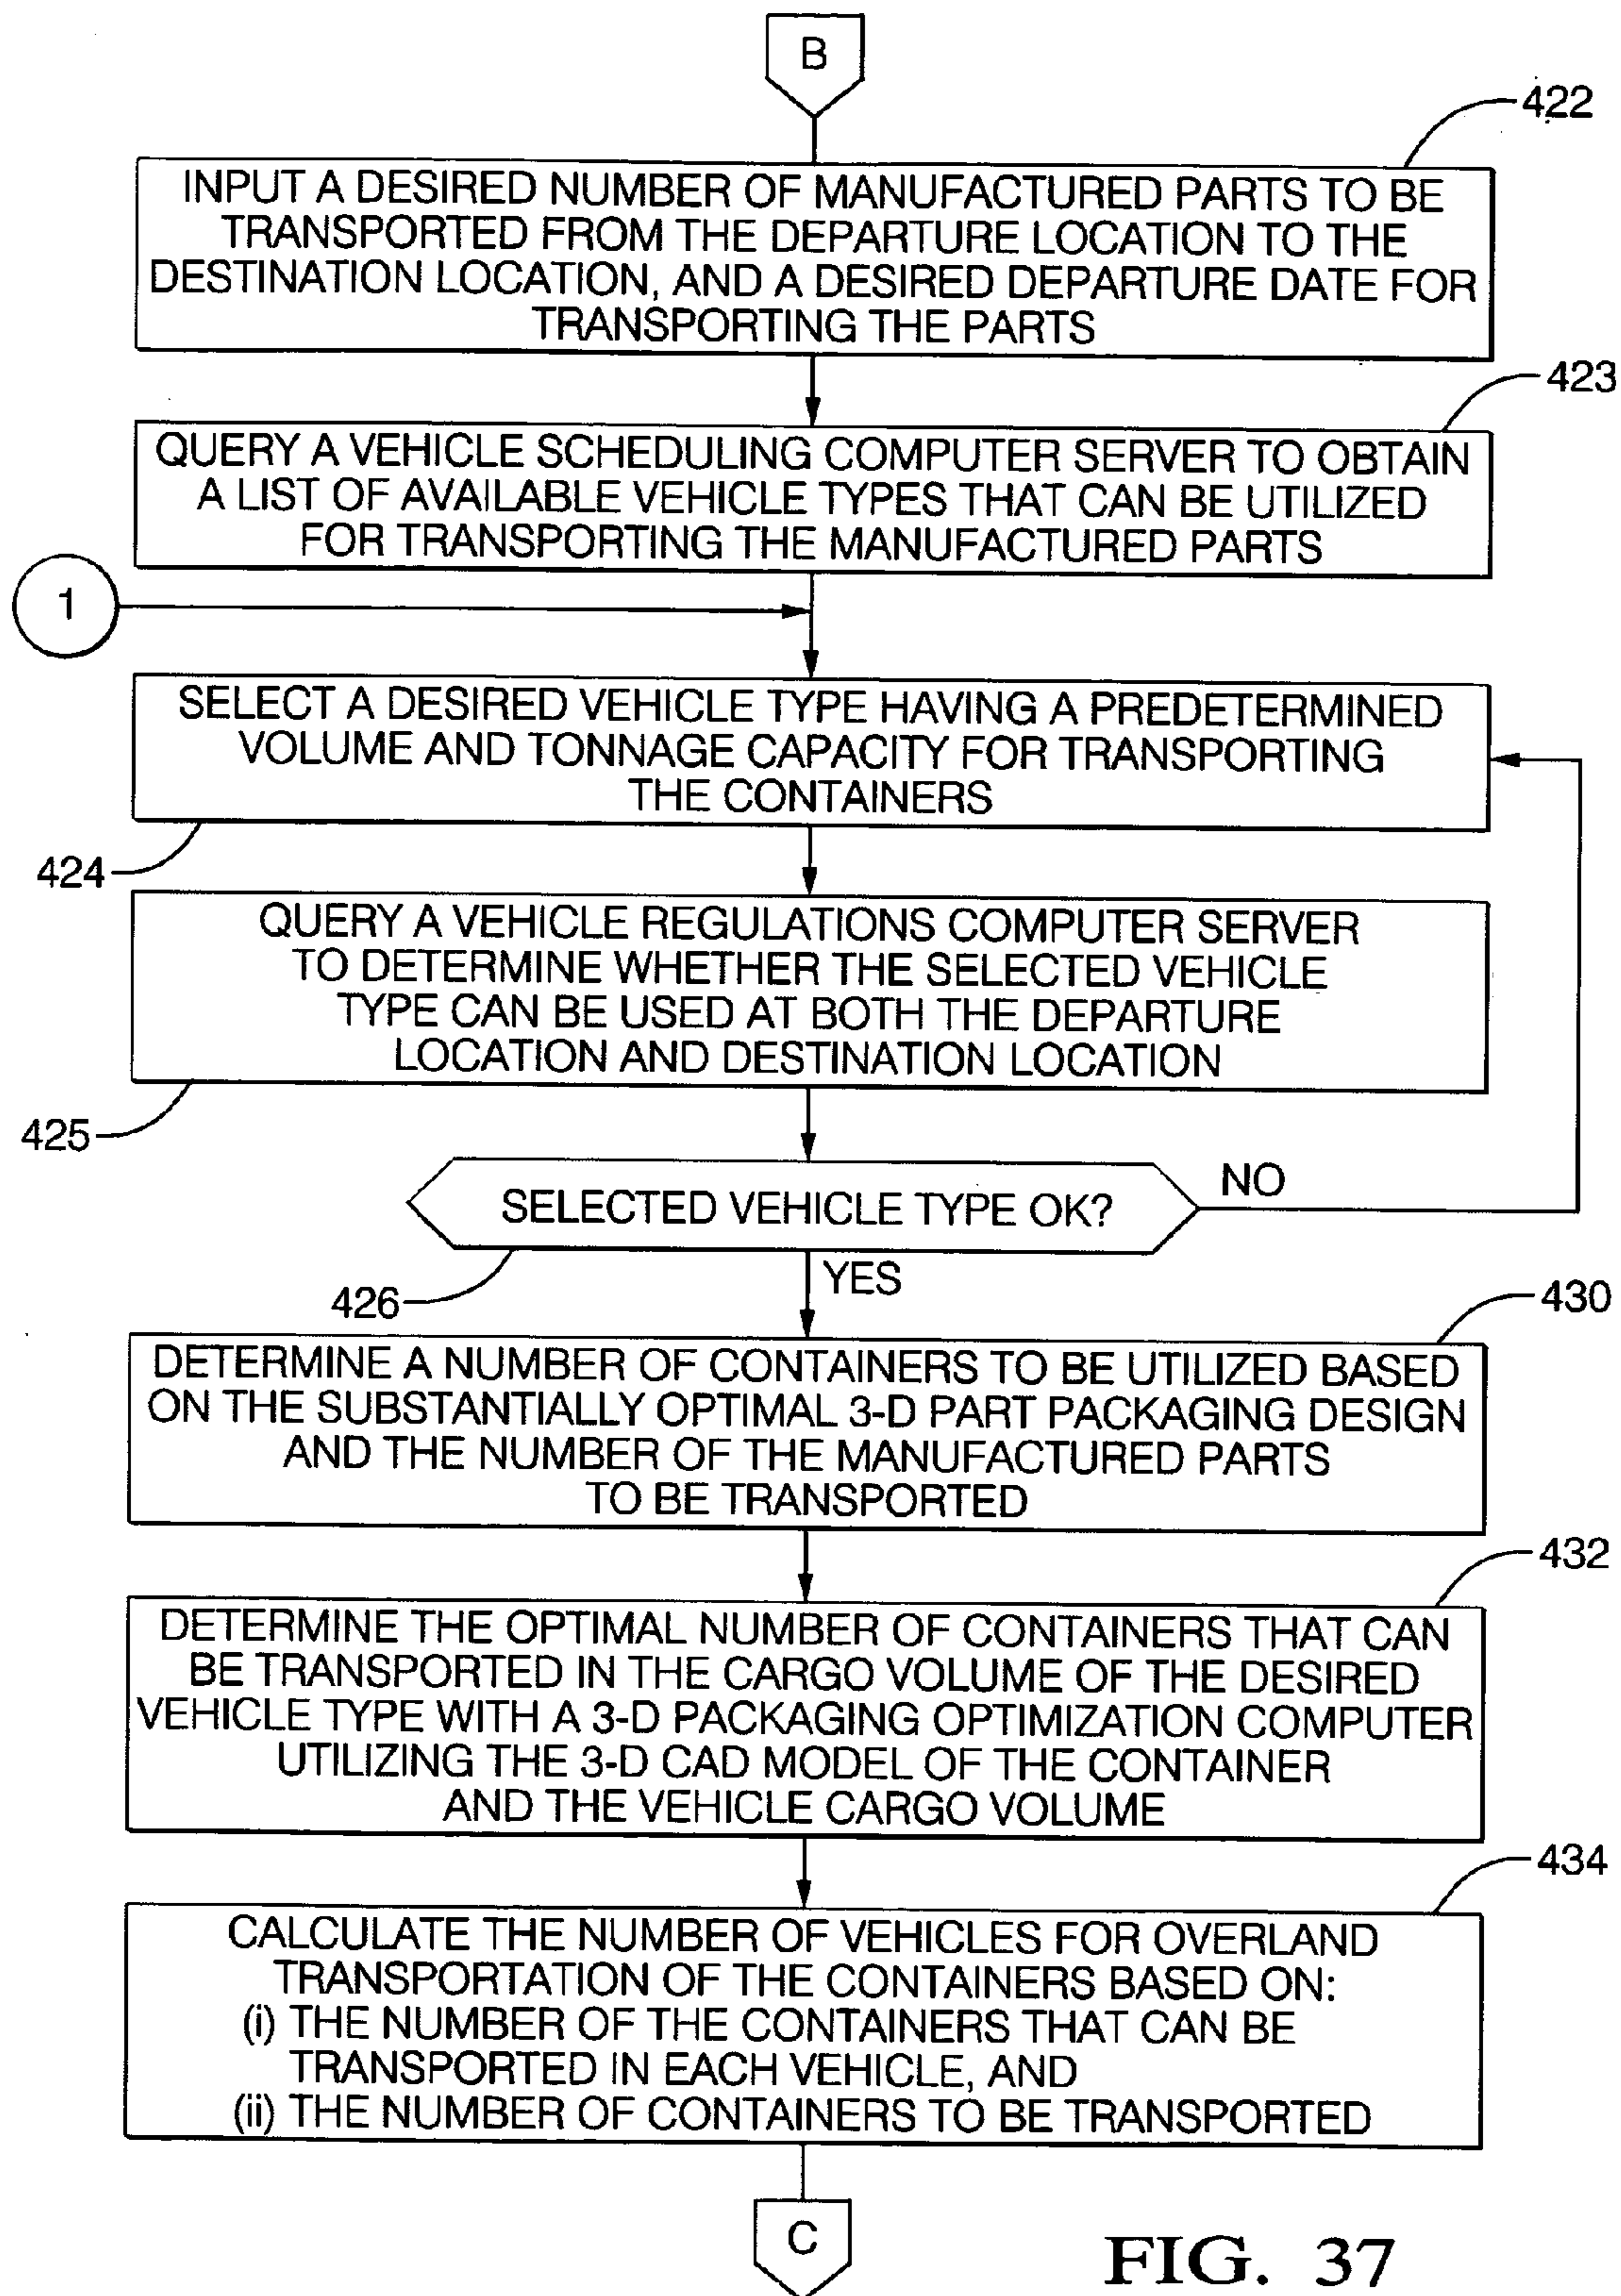 B
422
INPUT A DESIRED NUMBER OF MANUFACTURED PARTS TO BE
TRANSPORTED FROM THE DEPARTURE LOCATION TO THE
DESTINATION LOCATION, AND A DESIRED DEPARTURE DATE FOR
TRANSPORTING THE PARTS
423
QUERY A VEHICLE SCHEDULING COMPUTER SERVER TO OBTAIN
A LIST OF AVAILABLE VEHICLE TYPES THAT CAN BE UTILIZED
FOR TRANSPORTING THE MANUFACTURED PARTS
1
SELECT A DESIRED VEHICLE TYPE HAVING A PREDETERMINED
VOLUME AND TONNAGE CAPACITY FOR TRANSPORTING
THE CONTAINERS
424
QUERY A VEHICLE REGULATIONS COMPUTER SERVER
TO DETERMINE WHETHER THE SELECTED VEHICLE
TYPE CAN BE USED AT BOTH THE DEPARTURE
LOCATION AND DESTINATION LOCATION
425
SELECTED VEHICLE TYPE OK?
NO
YES
426
430
DETERMINE A NUMBER OF CONTAINERS TO BE UTILIZED BASED
ON THE SUBSTANTIALLY OPTIMAL 3-D PART PACKAGING DESIGN
AND THE NUMBER OF THE MANUFACTURED PARTS
TO BE TRANSPORTED
432
DETERMINE THE OPTIMAL NUMBER OF CONTAINERS THAT CAN
BE TRANSPORTED IN THE CARGO VOLUME OF THE DESIRED
VEHICLE TYPE WITH A 3-D PACKAGING OPTIMIZATION COMPUTER
UTILIZING THE 3-D CAD MODEL OF THE CONTAINER
AND THE VEHICLE CARGO VOLUME
434
CALCULATE THE NUMBER OF VEHICLES FOR OVERLAND
TRANSPORTATION OF THE CONTAINERS BASED ON:
(i) THE NUMBER OF THE CONTAINERS THAT CAN BE
TRANSPORTED IN EACH VEHICLE, AND
(ii) THE NUMBER OF CONTAINERS TO BE TRANSPORTED
C
FIG. 37